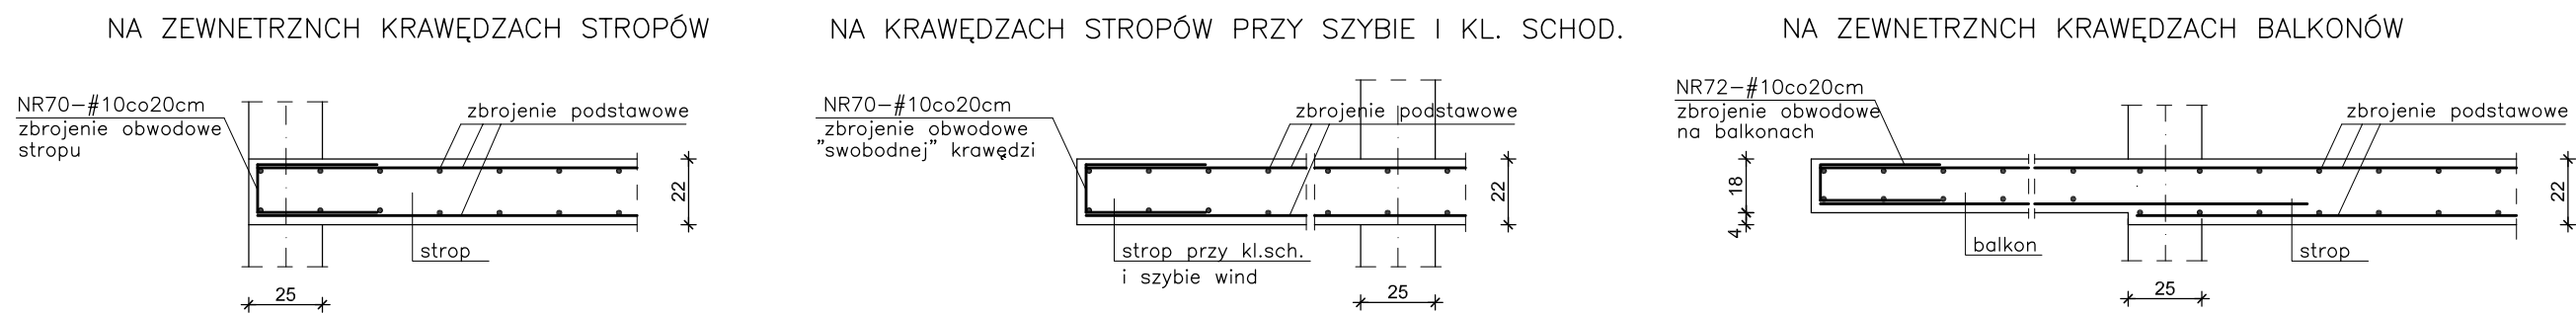 NA ZEWNETRZNCH KRAWĘDZACH STROPÓW
NR70-#10co20cm
zbrojenie obwodowe
stropu
zbrojenie podstawowe
22
strop
25
NA KRAWĘDZACH STROPÓW PRZY SZYBIE I KL. SCHOD.
NR70-#10co20cm
zbrojenie obwodowe
"swobodnej" krawędzi
zbrojenie podstawowe
22
strop przy kl.sch.
i szybie wind
25
NA ZEWNETRZNCH KRAWĘDZACH BALKONÓW
NR72-#10co20cm
zbrojenie obwodowe
na balkonach
zbrojenie podstawowe
18
4
22
balkon
strop
25